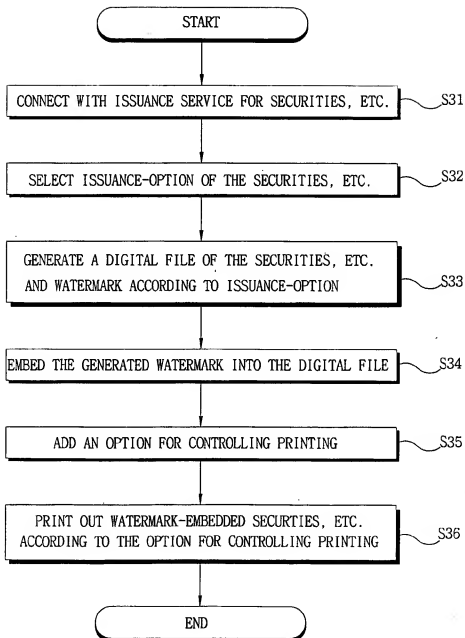 START
CONNECT WITH ISSUANCE SERVICE FOR SECURITIES, ETC.
S31
SELECT ISSUANCE-OPTION OF THE SECURITIES, ETC.
S32
GENERATE A DIGITAL FILE OF THE SECURITIES, ETC.
AND WATERMARK ACCORDING TO ISSUANCE-OPTION
S33
EMBED THE GENERATED WATERMARK INTO THE DIGITAL FILE
S34
ADD AN OPTION FOR CONTROLLING PRINTING
S35
PRINT OUT WATERMARK-EMBEDDED SECURTIES, ETC.
ACCORDING TO THE OPTION FOR CONTROLLING PRINTING
S36
END